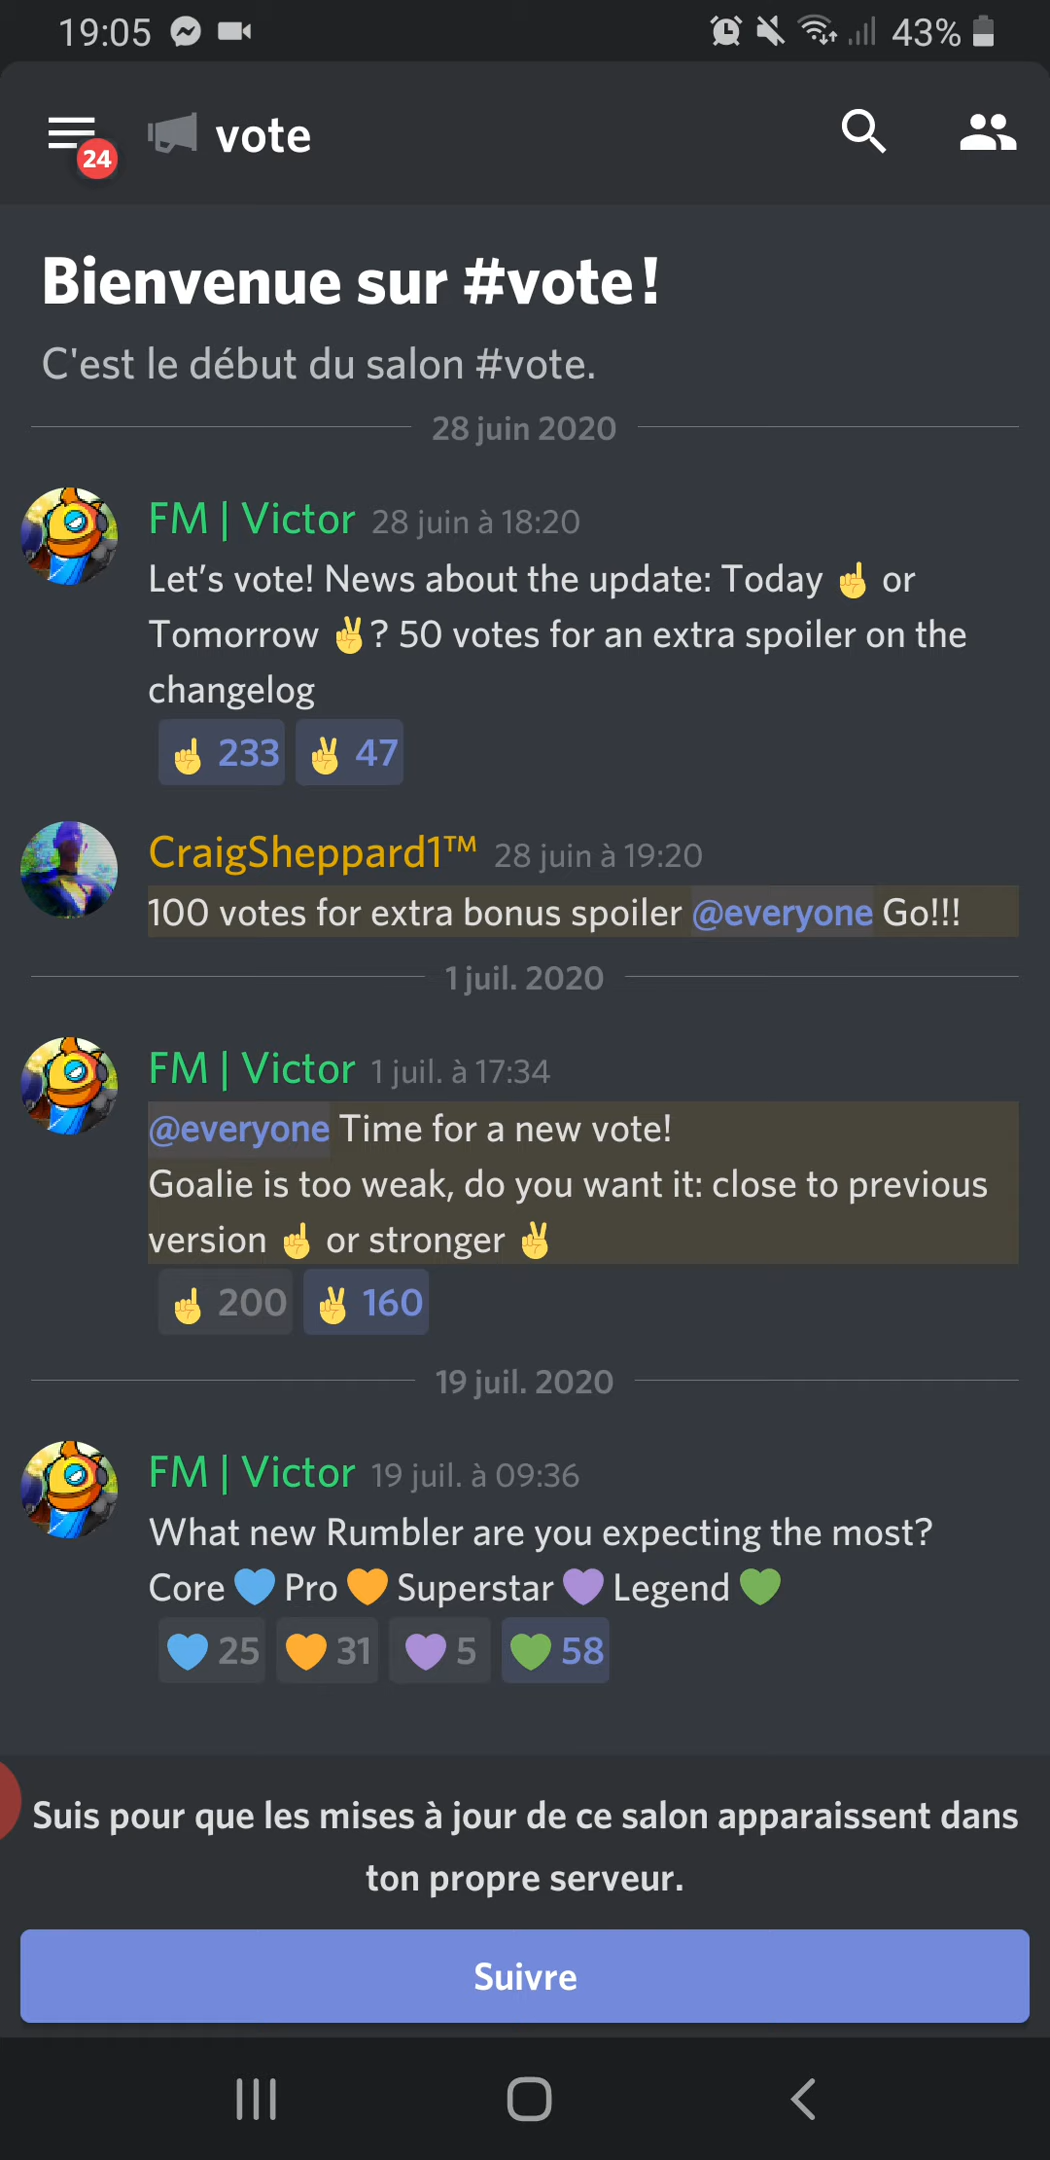 19:05 43%
24 vote
Bienvenue sur #vote !
C'est le début du salon #vote.
28 juin 2020
FM | Victor 28 juin à 18:20
Let’s vote! News about the update: Today ☝ or
Tomorrow ✌? 50 votes for an extra spoiler on the
changelog
☝ 233 ✌ 47
CraigSheppard1™ 28 juin à 19:20
100 votes for extra bonus spoiler @everyone Go!!!
1 juil. 2020
FM | Victor 1 juil. à 17:34
@everyone Time for a new vote!
Goalie is too weak, do you want it: close to previous
version ☝ or stronger ✌
☝ 200 ✌ 160
19 juil. 2020
FM | Victor 19 juil. à 09:36
What new Rumbler are you expecting the most?
Core 💙 Pro 🧡 Superstar 💜 Legend 💚
💙 25 🧡 31 💜 5 💚 58
Suis pour que les mises à jour de ce salon apparaissent dans
ton propre serveur.
Suivre